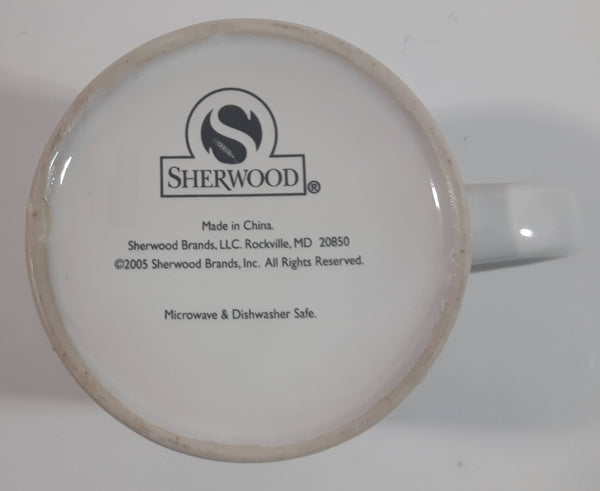 S
SHERWOOD®
Made in China.
Sherwood Brands, LLC. Rockville, MD 20850
©2005 Sherwood Brands, Inc. All Rights Reserved.
Microwave & Dishwasher Safe.